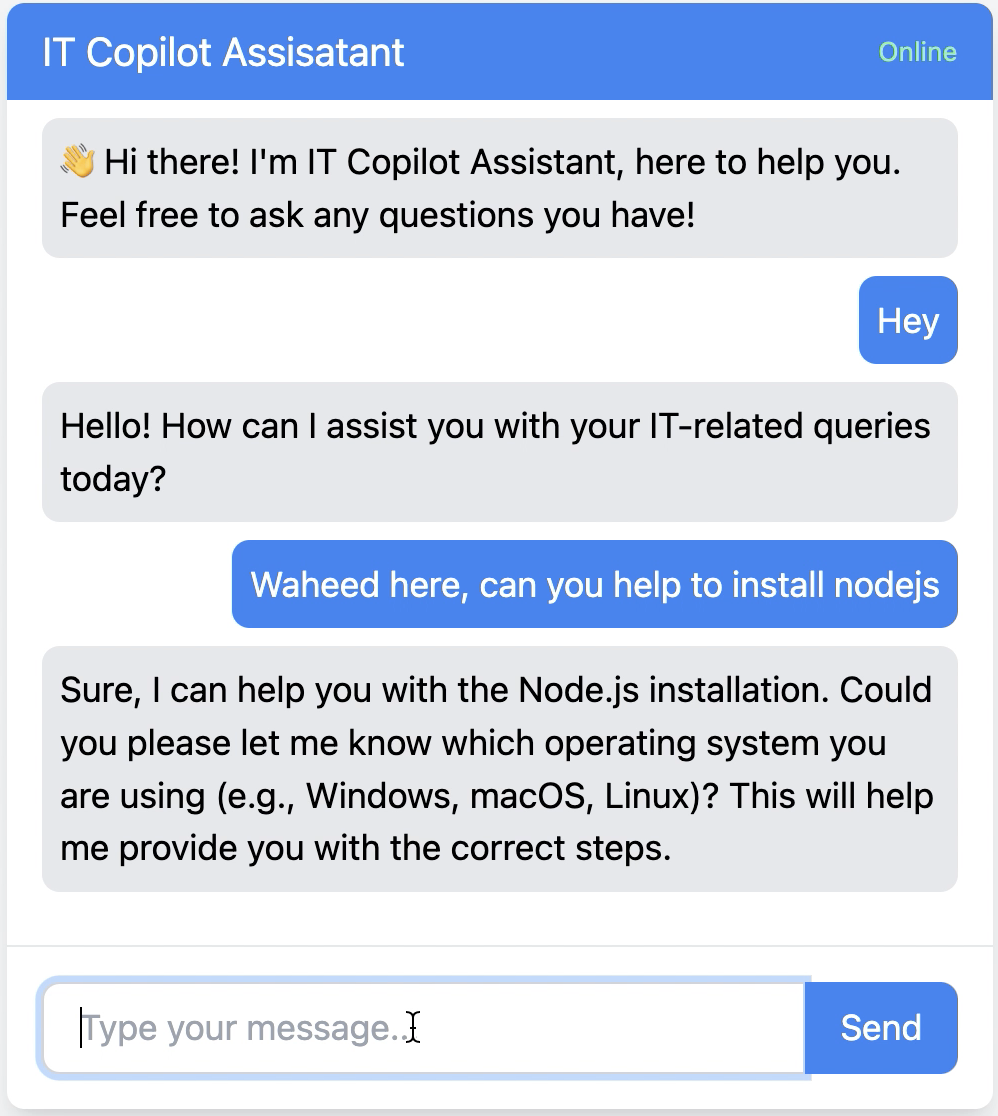 IT Copilot Assisatant
Online
👋 Hi there! I'm IT Copilot Assistant, here to help you.
Feel free to ask any questions you have!
Hey
Hello! How can I assist you with your IT-related queries
today?
Waheed here, can you help to install nodejs
Sure, I can help you with the Node.js installation. Could
you please let me know which operating system you
are using (e.g., Windows, macOS, Linux)? This will help
me provide you with the correct steps.
Type your message...
Send